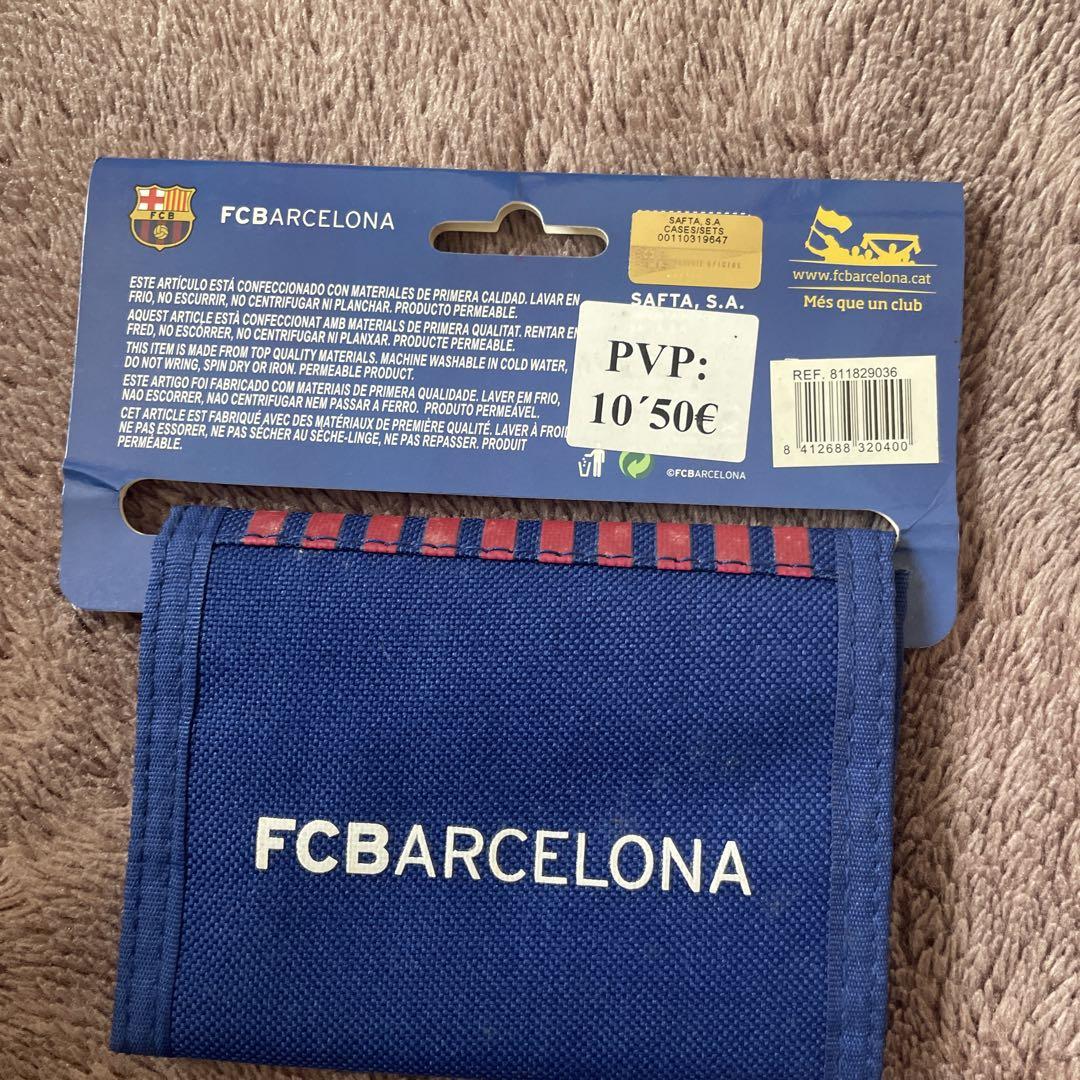 FCB
FCBARCELONA
SAFTA, S.A
CASES/SETS
00110319647
SAFTA, S.A.
www.fcbarcelona.cat
Més que un club
ESTE ARTÍCULO ESTÁ CONFECCIONADO CON MATERIALES DE PRIMERA CALIDAD. LAVAR EN
FRIO, NO ESCURRIR, NO CENTRIFUGAR NI PLANCHAR. PRODUCTO PERMEABLE.
AQUEST ARTICLE ESTÀ CONFECCIONAT AMB MATERIALS DE PRIMERA QUALITAT. RENTAR EN
FRED, NO ESCÓRRER, NO CENTRIFUGAR NI PLANXAR. PRODUCTE PERMEABLE.
THIS ITEM IS MADE FROM TOP QUALITY MATERIALS. MACHINE WASHABLE IN COLD WATER,
DO NOT WRING, SPIN DRY OR IRON. PERMEABLE PRODUCT.
ESTE ARTIGO FOI FABRICADO COM MATERIAIS DE PRIMEIRA QUALIDADE. LAVER EM FRIO,
NAO ESCORRER, NAO CENTRIFUGAR NEM PASSAR A FERRO. PRODUTO PERMEÁVEL.
CET ARTICLE EST FABRIQUÉ AVEC DES MATÉRIAUX DE PREMIÈRE QUALITÉ. LAVER À FROID
NE PAS ESSORER, NE PAS SÉCHER AU SÈCHE-LINGE, NE PAS REPASSER. PRODUIT
PERMÉABLE.
PVP:
10´50€
REF. 811829036
8 412688 320400
©FCBARCELONA
FCBARCELONA